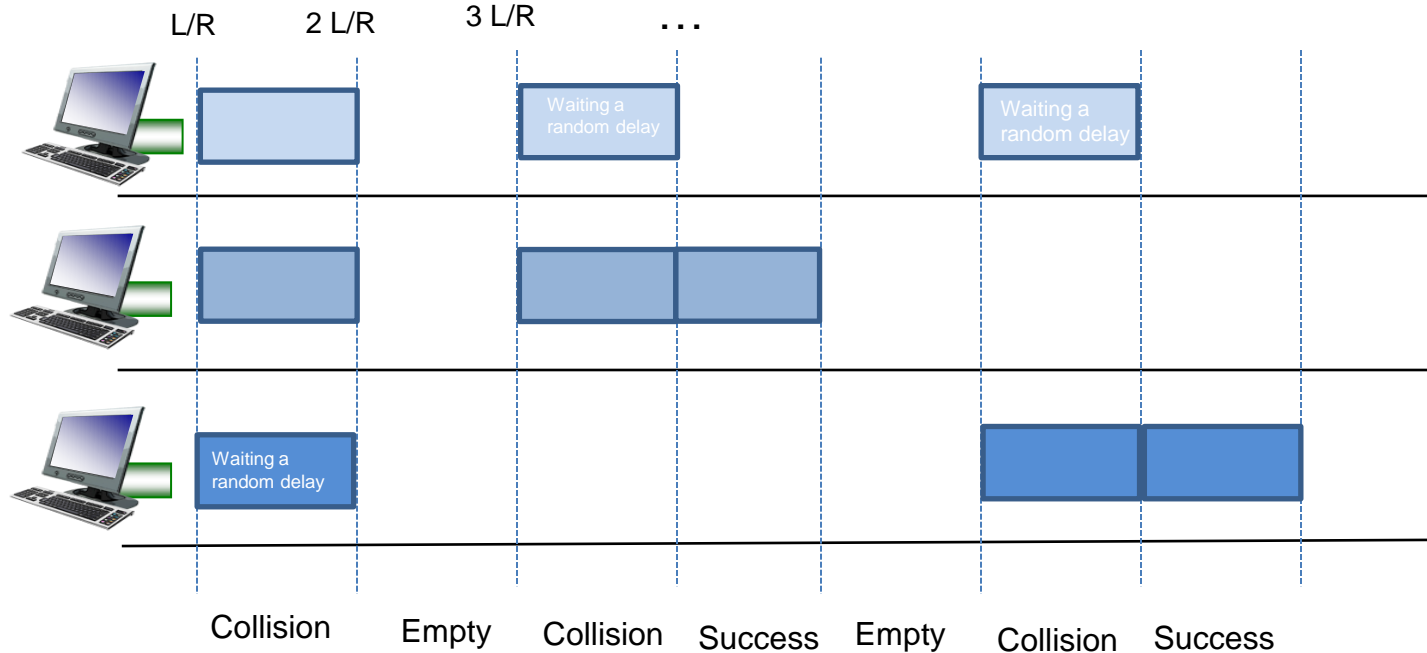 L/R 2 L/R 3 L/R ...
Waiting a
random delay
Waiting a
random delay
Waiting a
random delay
Collision Empty Collision Success Empty Collision Success